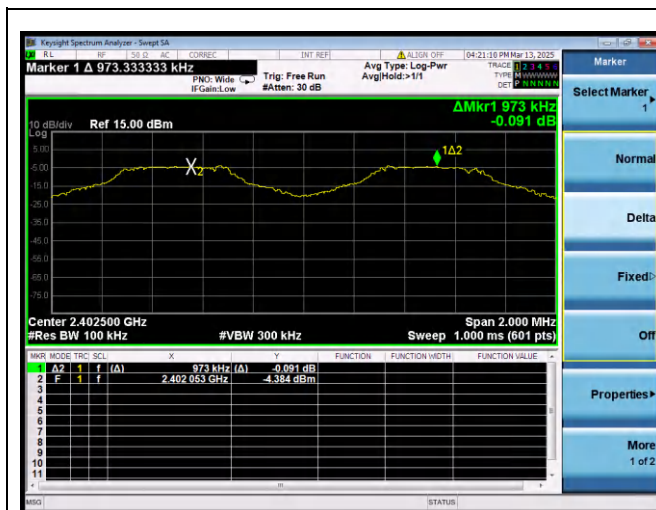 Keysight Spectrum Analyzer - Swept SA
RL RF 50 Ω AC CORREC INT REF ALIGN OFF 04:21:10 PM Mar 13, 2025
Marker 1 Δ 973.333333 kHz
PNO: Wide
IFGain:Low
Trig: Free Run
#Atten: 30 dB
Avg Type: Log-Pwr
Avg|Hold:>1/1
TRACE 1 2 3 4 5 6
TYPE M W W W W W
DET P N N N N N
ΔMkr1 973 kHz
-0.091 dB
10 dB/div Ref 15.00 dBm
Log
5.00
-5.00
-15.0
-25.0
-35.0
-45.0
-55.0
-65.0
-75.0
X2
1Δ2
Center 2.402500 GHz Span 2.000 MHz
#Res BW 100 kHz #VBW 300 kHz Sweep 1.000 ms (601 pts)
MKR MODE TRC SCL X Y FUNCTION FUNCTION WIDTH FUNCTION VALUE
1 Δ2 1 f (Δ) 973 kHz (Δ) -0.091 dB
2 F 1 f 2.402 053 GHz -4.384 dBm
3
4
5
6
7
8
9
10
11
MSG STATUS
Marker
Select Marker
1
Normal
Delta
Fixed
Off
Properties
More
1 of 2